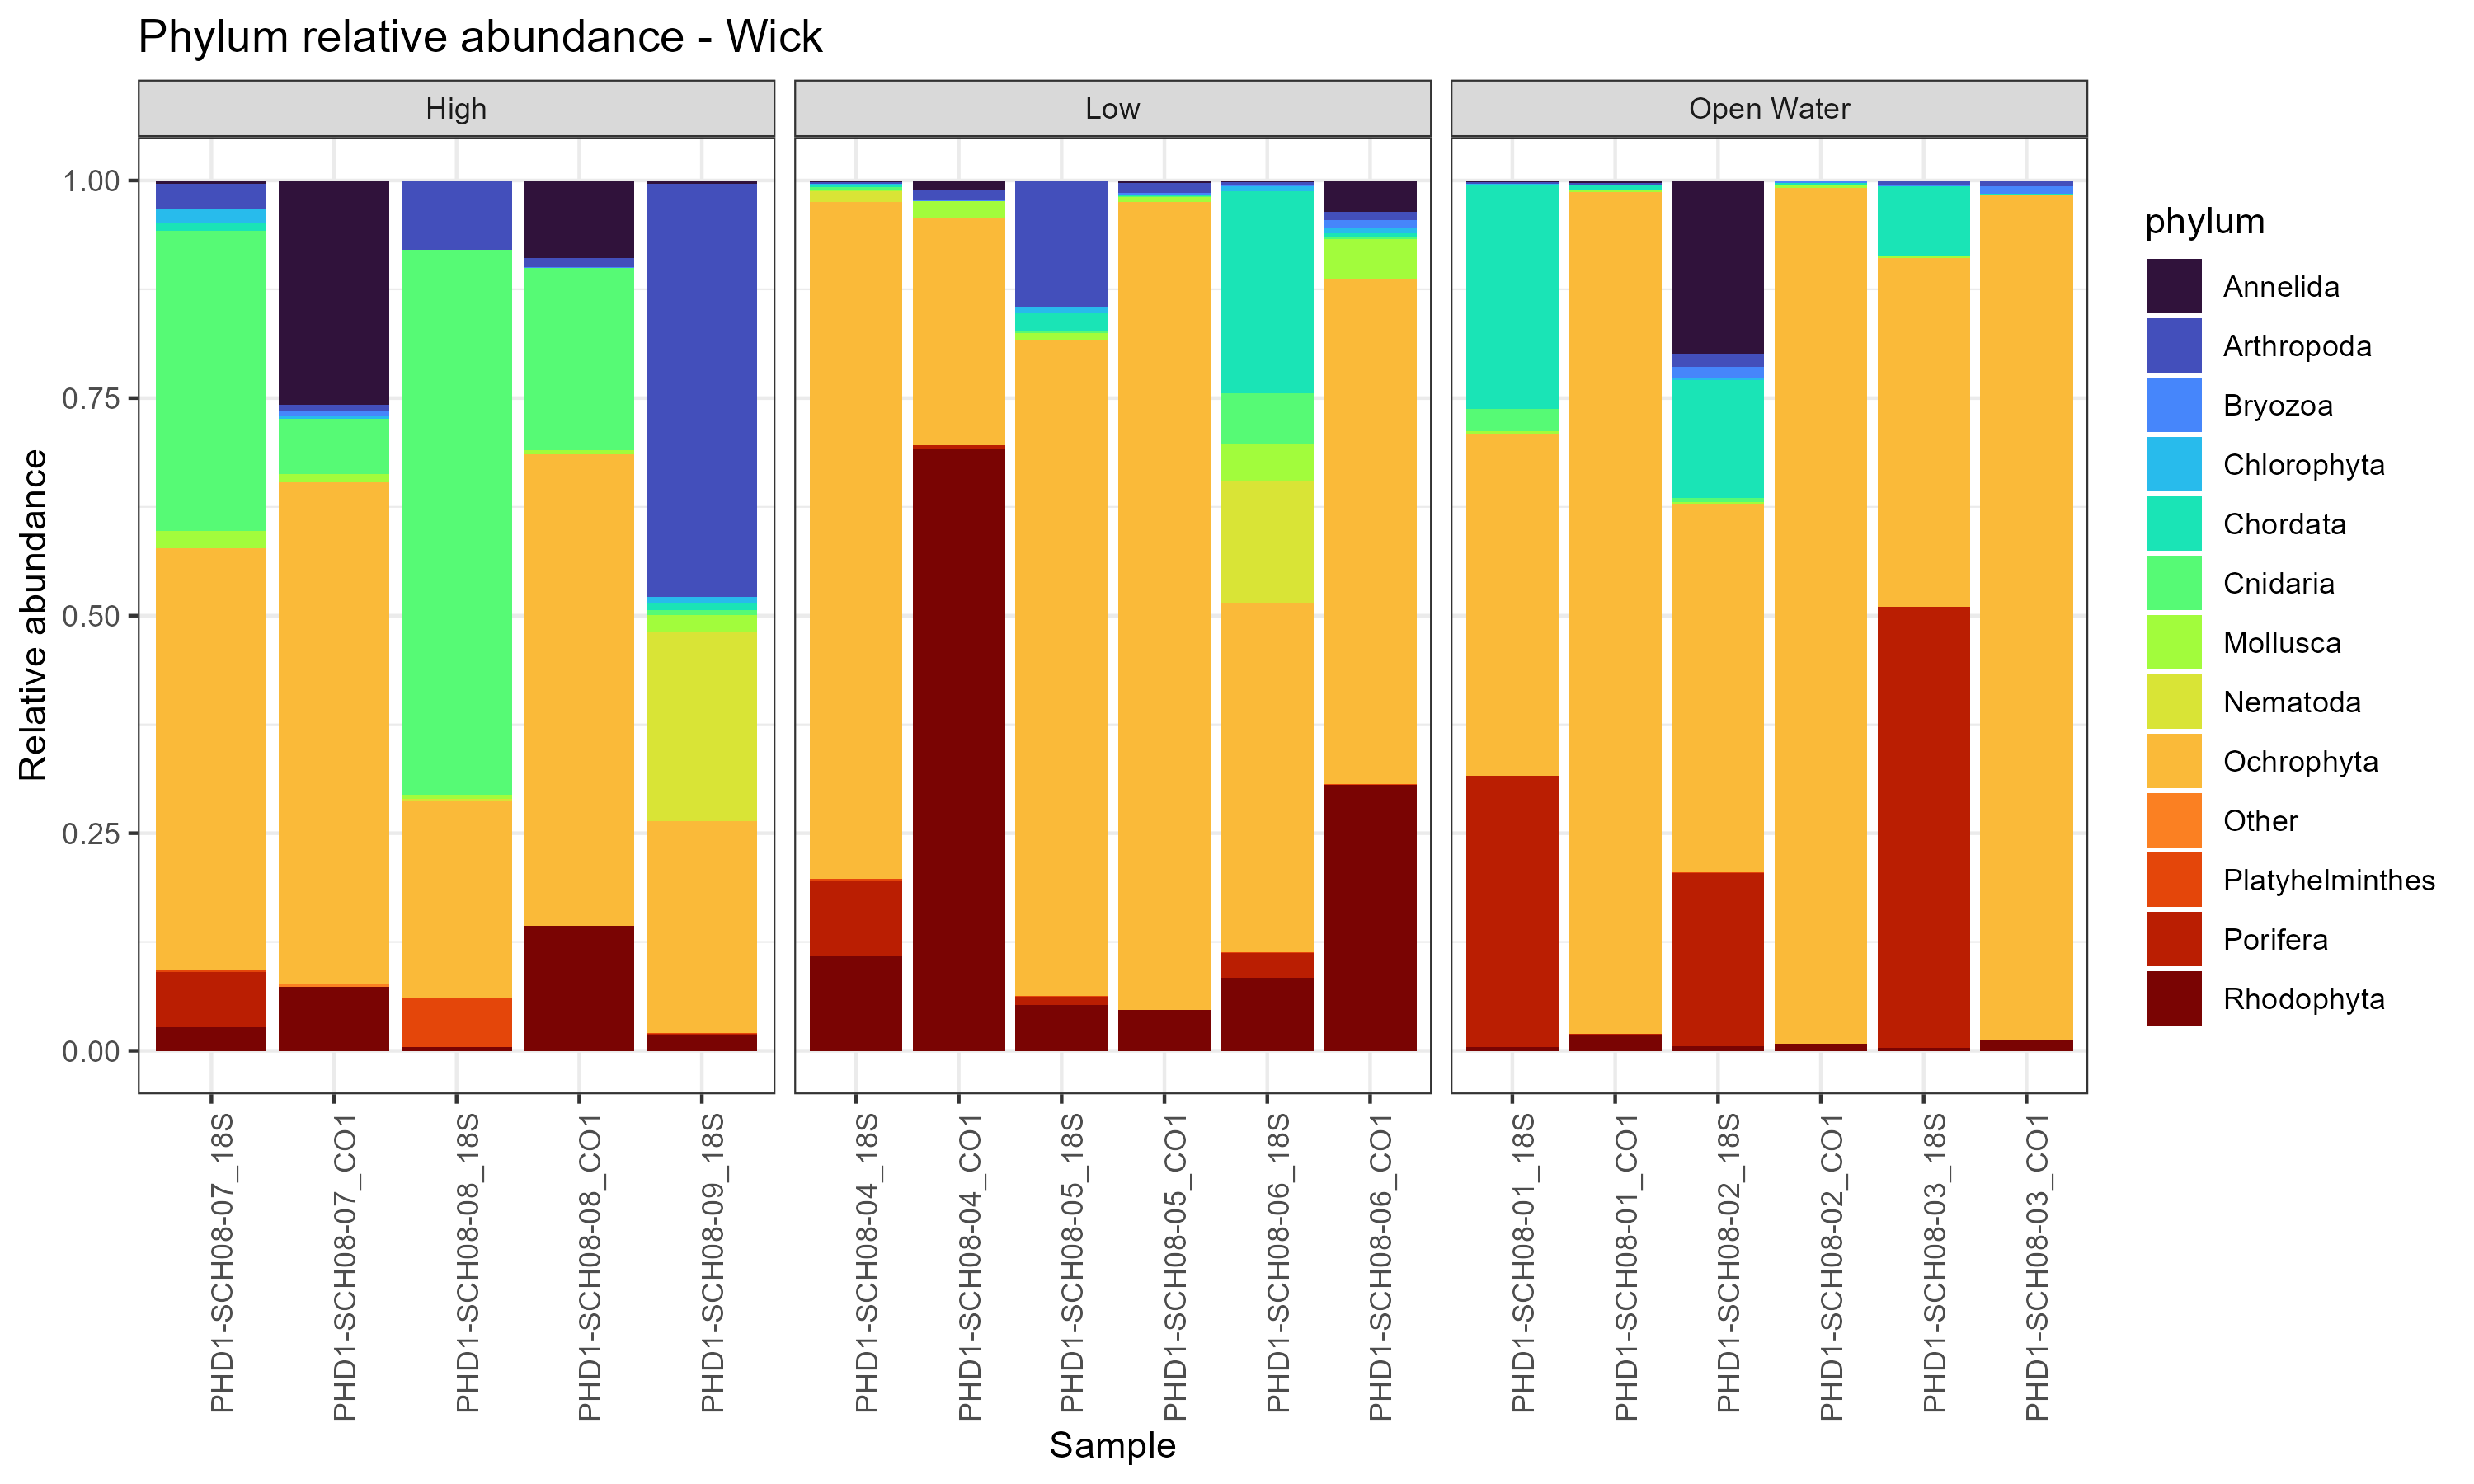 Phylum relative abundance - Wick
High
Low
Open Water
Relative abundance
1.00
0.75
0.50
0.25
0.00
PHD1-SCH08-07_18S
PHD1-SCH08-07_CO1
PHD1-SCH08-08_18S
PHD1-SCH08-08_CO1
PHD1-SCH08-09_18S
PHD1-SCH08-04_18S
PHD1-SCH08-04_CO1
PHD1-SCH08-05_18S
PHD1-SCH08-05_CO1
PHD1-SCH08-06_18S
PHD1-SCH08-06_CO1
PHD1-SCH08-01_18S
PHD1-SCH08-01_CO1
PHD1-SCH08-02_18S
PHD1-SCH08-02_CO1
PHD1-SCH08-03_18S
PHD1-SCH08-03_CO1
Sample
phylum
Annelida
Arthropoda
Bryozoa
Chlorophyta
Chordata
Cnidaria
Mollusca
Nematoda
Ochrophyta
Other
Platyhelminthes
Porifera
Rhodophyta